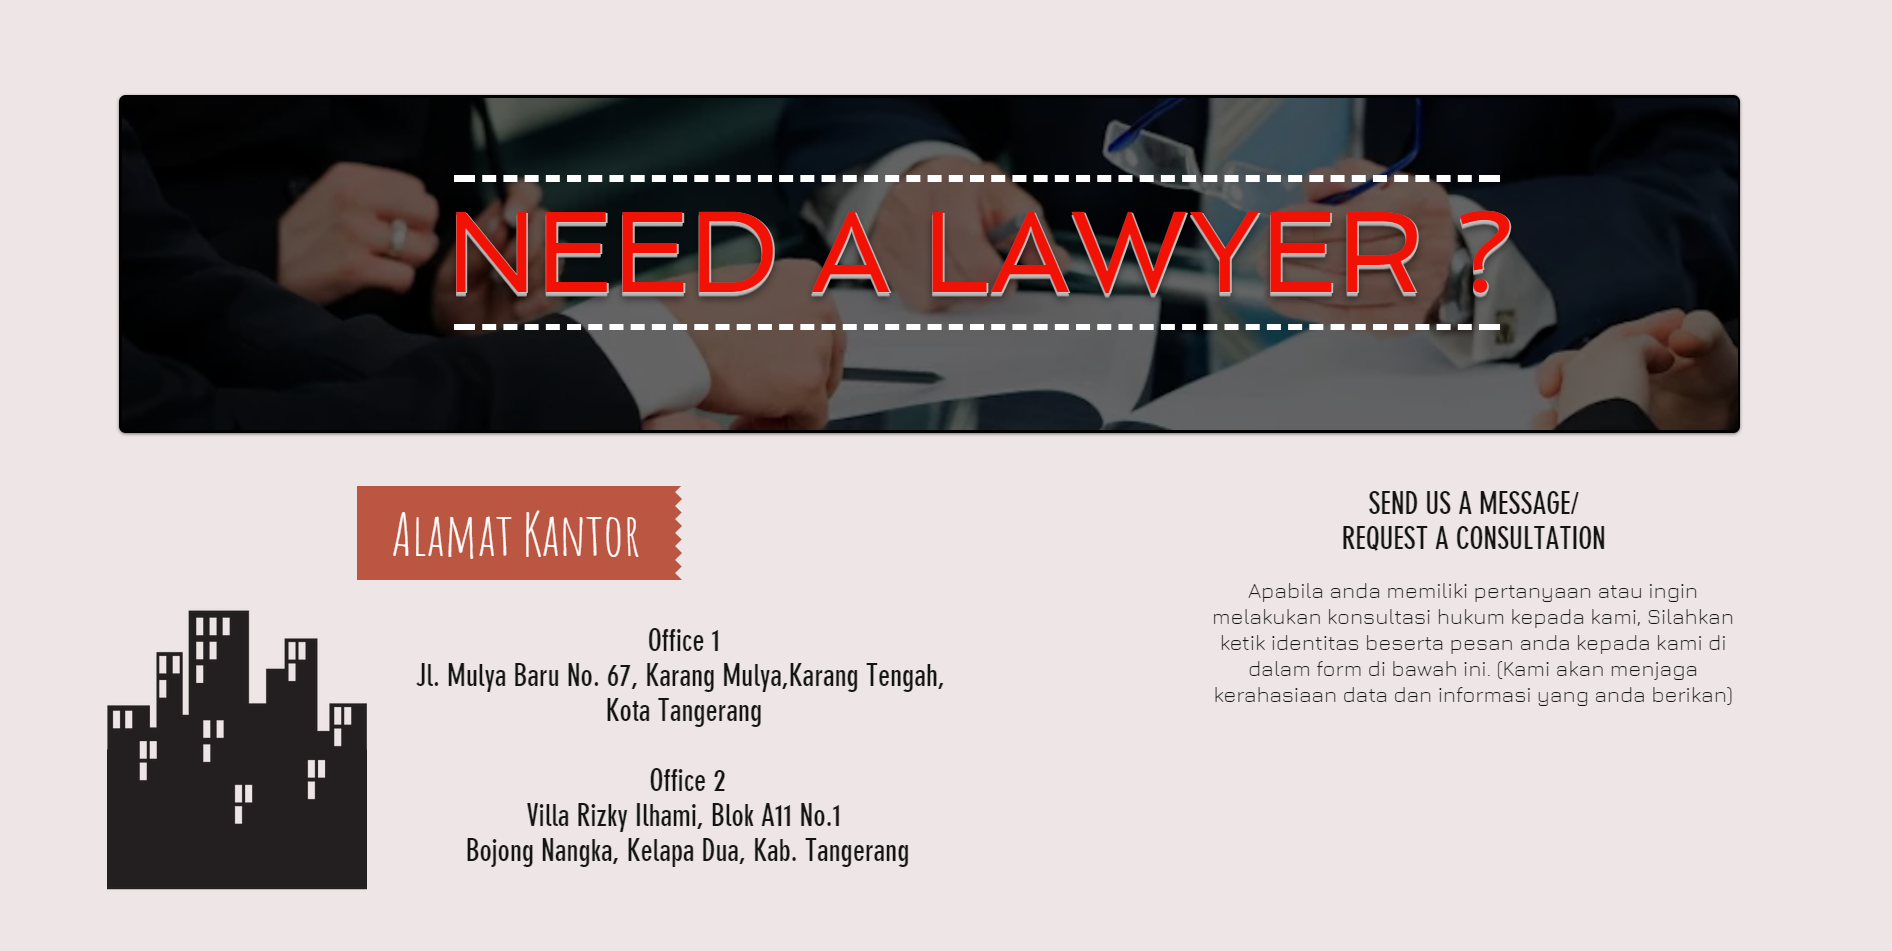 NEED A LAWYER ?
Alamat Kantor
Office 1
Jl. Mulya Baru No. 67, Karang Mulya,Karang Tengah,
Kota Tangerang
Office 2
Villa Rizky Ilhami, Blok A11 No.1
Bojong Nangka, Kelapa Dua, Kab. Tangerang
SEND US A MESSAGE/
REQUEST A CONSULTATION
Apabila anda memiliki pertanyaan atau ingin
melakukan konsultasi hukum kepada kami, Silahkan
ketik identitas beserta pesan anda kepada kami di
dalam form di bawah ini. (Kami akan menjaga
kerahasiaan data dan informasi yang anda berikan)